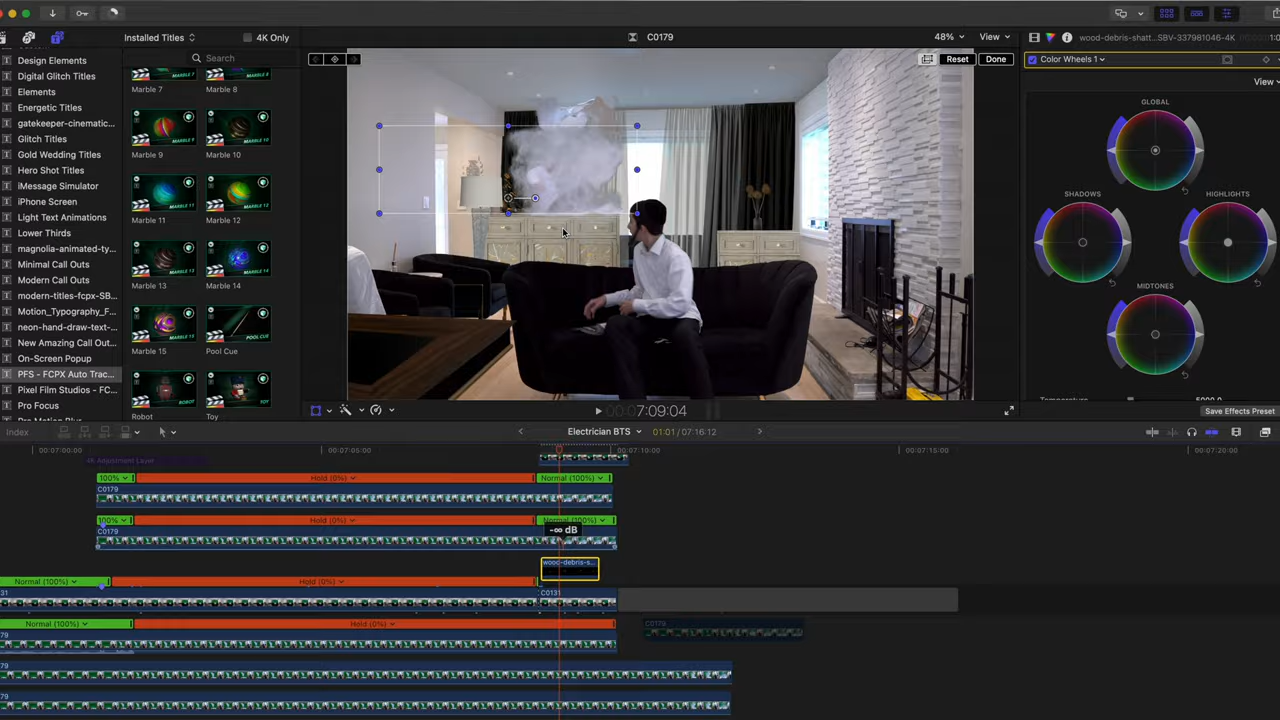 Installed Titles
4K Only
C0179
48%
View
wood-debris-shatt...SBV-337981046-4K
Design Elements
Digital Glitch Titles
Elements
Energetic Titles
gatekeeper-cinematic...
Glitch Titles
Gold Wedding Titles
Hero Shot Titles
iMessage Simulator
iPhone Screen
Light Text Animations
Lower Thirds
magnolia-animated-ty...
Minimal Call Outs
Modern Call Outs
modern-titles-fcpx-SB...
Motion_Typography_F...
neon-hand-draw-text-...
New Amazing Call Out...
On-Screen Popup
PFS - FCPX Auto Trac...
Pixel Film Studios - FC...
Pro Focus
Search
Marble 7
Marble 8
Marble 9
Marble 10
Marble 11
Marble 12
Marble 13
Marble 14
Marble 15
Pool Cue
POOL CUE
Robot
Toy
Reset
Done
Color Wheels 1
View
GLOBAL
SHADOWS
HIGHLIGHTS
MIDTONES
Save Effects Preset
00:00:7:09:04
Index
Electrician BTS
01:01 / 07:16:12
00:07:00:00
00:07:05:00
00:07:10:00
00:07:15:00
00:07:20:00
4K Adjustment Layer
100%
Hold (0%)
Normal (100%)
C0179
100%
Hold (0%)
Normal (100%)
C0179
-∞ dB
wood-debris-s...
Normal (100%)
Hold (0%)
31
C0131
Normal (100%)
Hold (0%)
79
C0179
79
79